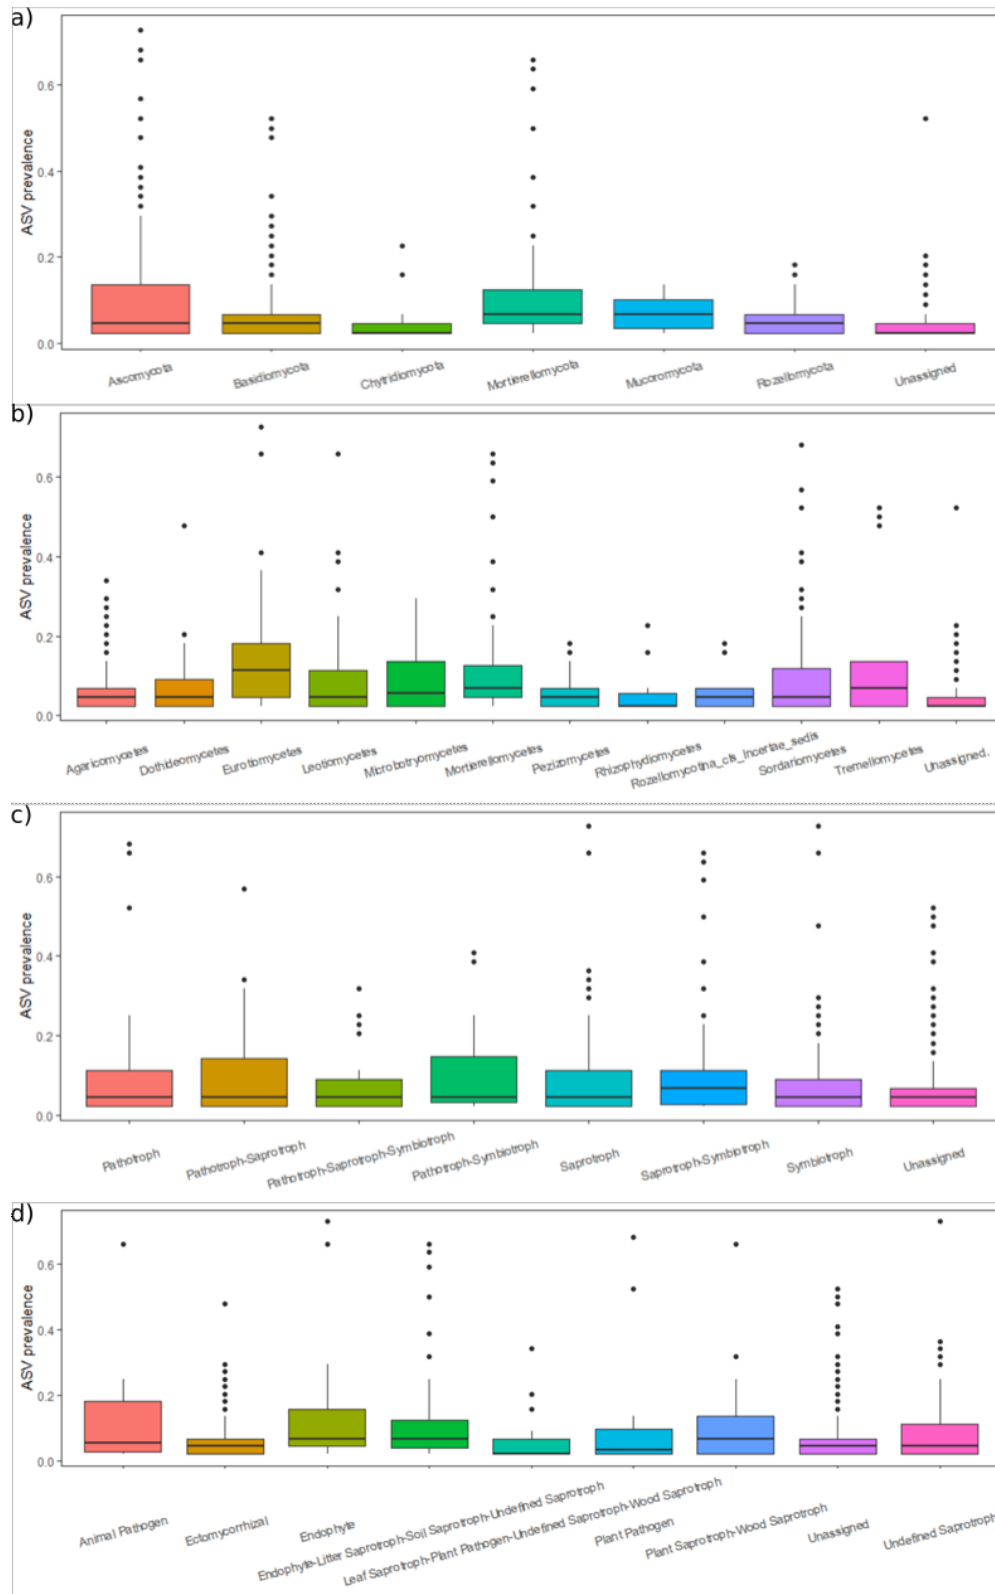 a)
ASV prevalence
0.6
0.4
0.2
0.0
Ascomycota
Basidiomycota
Chytridiomycota
Mortierellomycota
Mucoromycota
Rozellomycota
Unassigned
b)
ASV prevalence
0.6
0.4
0.2
0.0
Agaricomycetes
Dothideomycetes
Eurotiomycetes
Leotiomycetes
Microbotryomycetes
Mortierellomycetes
Pezizomycetes
Rhizophydiomycetes
Rozellomycotina_cls_Incertae_sedis
Sordariomycetes
Tremellomycetes
Unassigned.
c)
ASV prevalence
0.6
0.4
0.2
0.0
Pathotroph
Pathotroph-Saprotroph
Pathotroph-Saprotroph-Symbiotroph
Pathotroph-Symbiotroph
Saprotroph
Saprotroph-Symbiotroph
Symbiotroph
Unassigned
d)
ASV prevalence
0.6
0.4
0.2
0.0
Animal Pathogen
Ectomycorrhizal
Endophyte
Endophyte-Litter Saprotroph-Soil Saprotroph-Undefined Saprotroph
Leaf Saprotroph-Plant Pathogen-Undefined Saprotroph-Wood Saprotroph
Plant Pathogen
Plant Saprotroph-Wood Saprotroph
Unassigned
Undefined Saprotroph